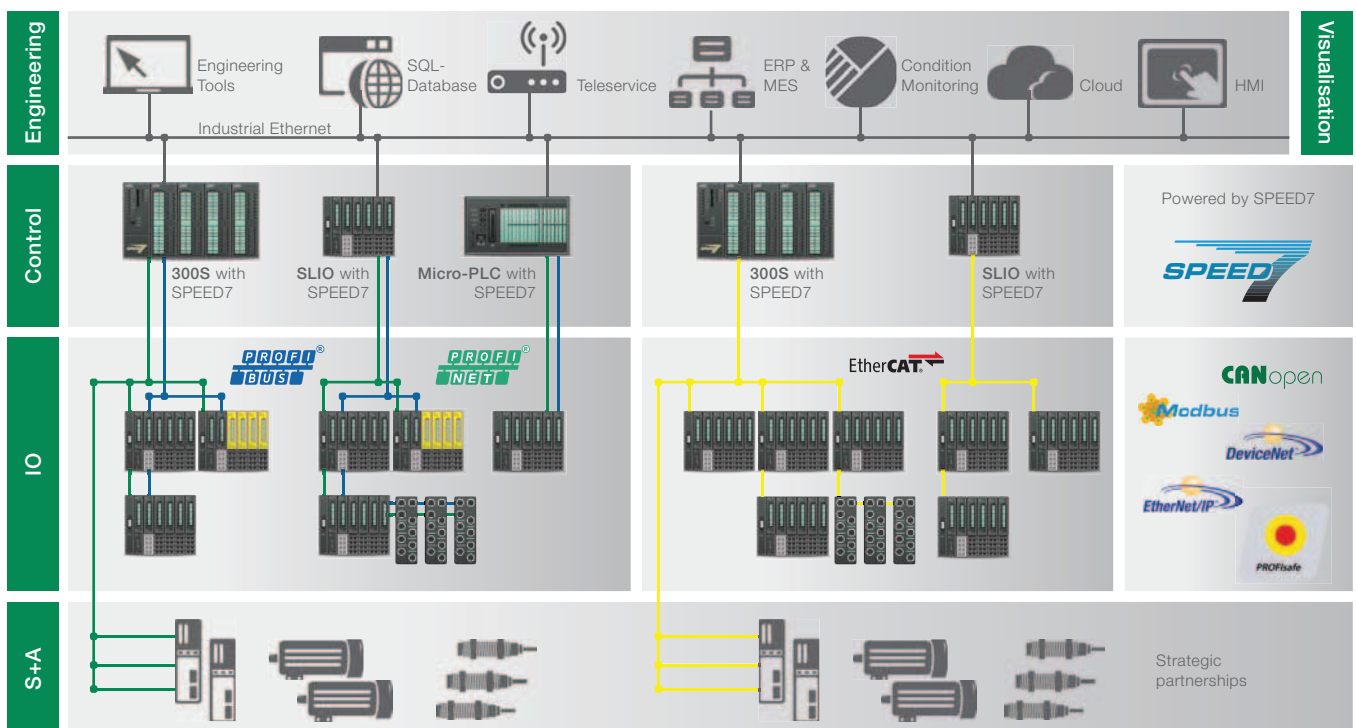 Engineering
Engineering
Tools
SQL-
Database
Teleservice
ERP &
MES
Condition
Monitoring
Cloud
HMI
Visualisation
Industrial Ethernet
Control
300S with
SPEED7
SLIO with
SPEED7
Micro-PLC with
SPEED7
300S with
SPEED7
SLIO with
SPEED7
Powered by SPEED7
SPEED7
IO
PROFI®
BUS
PROFI®
NET
EtherCAT®
CANopen
Modbus
DeviceNet
EtherNet/IP
PROFIsafe
S+A
Strategic
partnerships